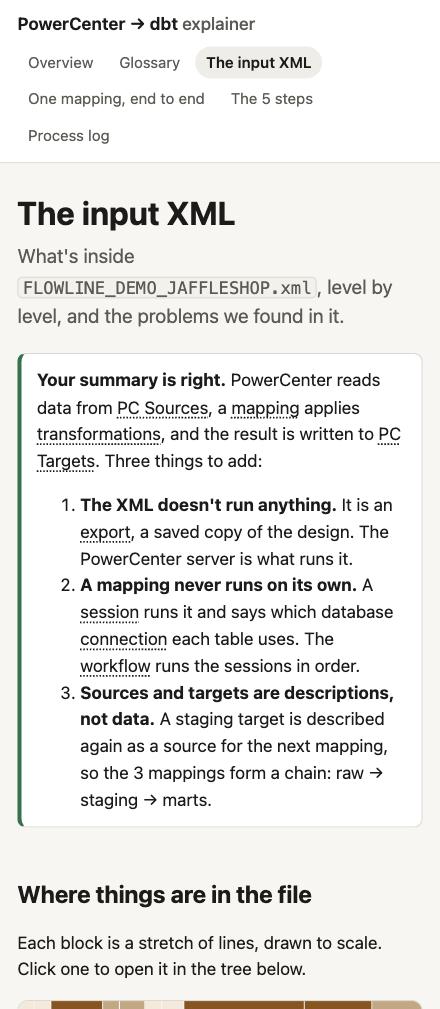 PowerCenter → dbt explainer
Overview Glossary The input XML
One mapping, end to end The 5 steps
Process log
The input XML
What's inside
FLOWLINE_DEMO_JAFFLESHOP.xml, level by
level, and the problems we found in it.
Your summary is right. PowerCenter reads
data from PC Sources, a mapping applies
transformations, and the result is written to PC
Targets. Three things to add:
1. The XML doesn't run anything. It is an
export, a saved copy of the design. The
PowerCenter server is what runs it.
2. A mapping never runs on its own. A
session runs it and says which database
connection each table uses. The
workflow runs the sessions in order.
3. Sources and targets are descriptions,
not data. A staging target is described
again as a source for the next mapping,
so the 3 mappings form a chain: raw →
staging → marts.
Where things are in the file
Each block is a stretch of lines, drawn to scale.
Click one to open it in the tree below.